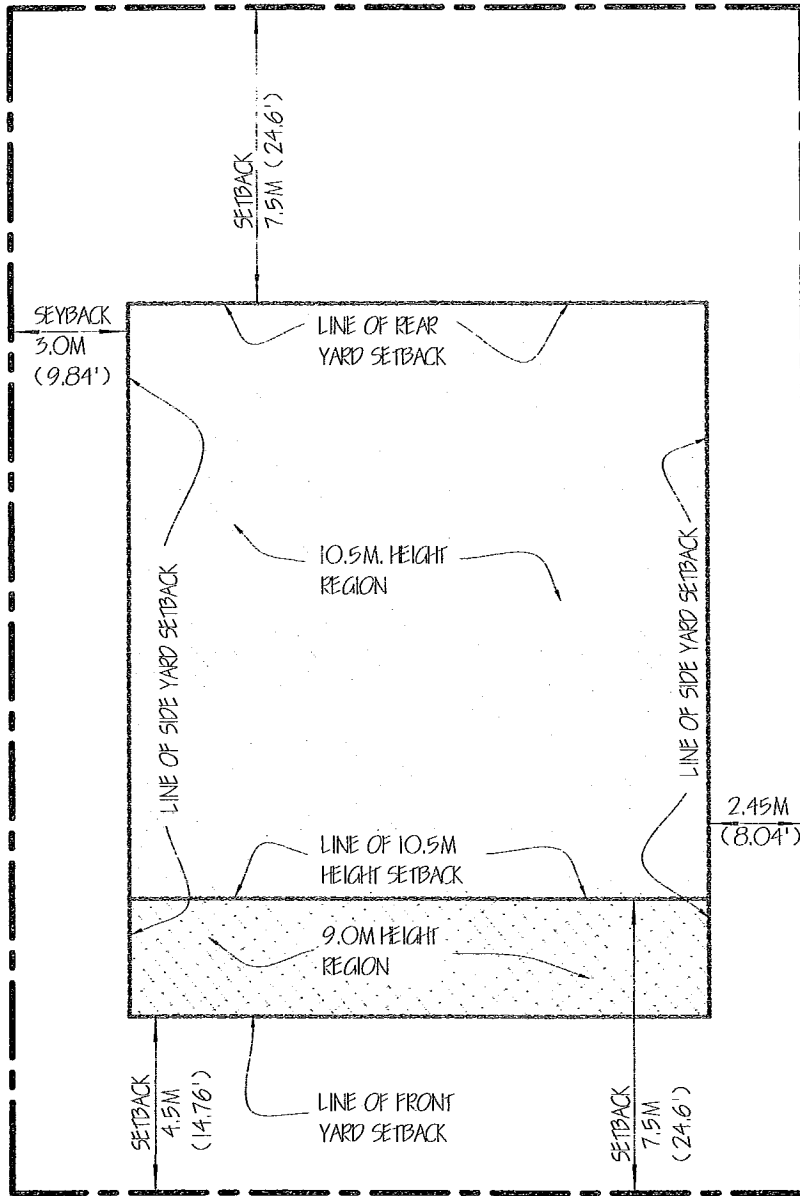 SETBACK
7.5M (24.6')
SEYBACK
3.0M
(9.84')
LINE OF REAR
YARD SETBACK
10.5M. HEIGHT
REGION
LINE OF SIDE YARD SETBACK
LINE OF SIDE YARD SETBACK
2.45M
(8.04')
LINE OF 10.5M
HEIGHT SETBACK
9.0M HEIGHT
REGION
SETBACK
4.5M
(14.76')
LINE OF FRONT
YARD SETBACK
SETBACK
7.5M
(24.6')